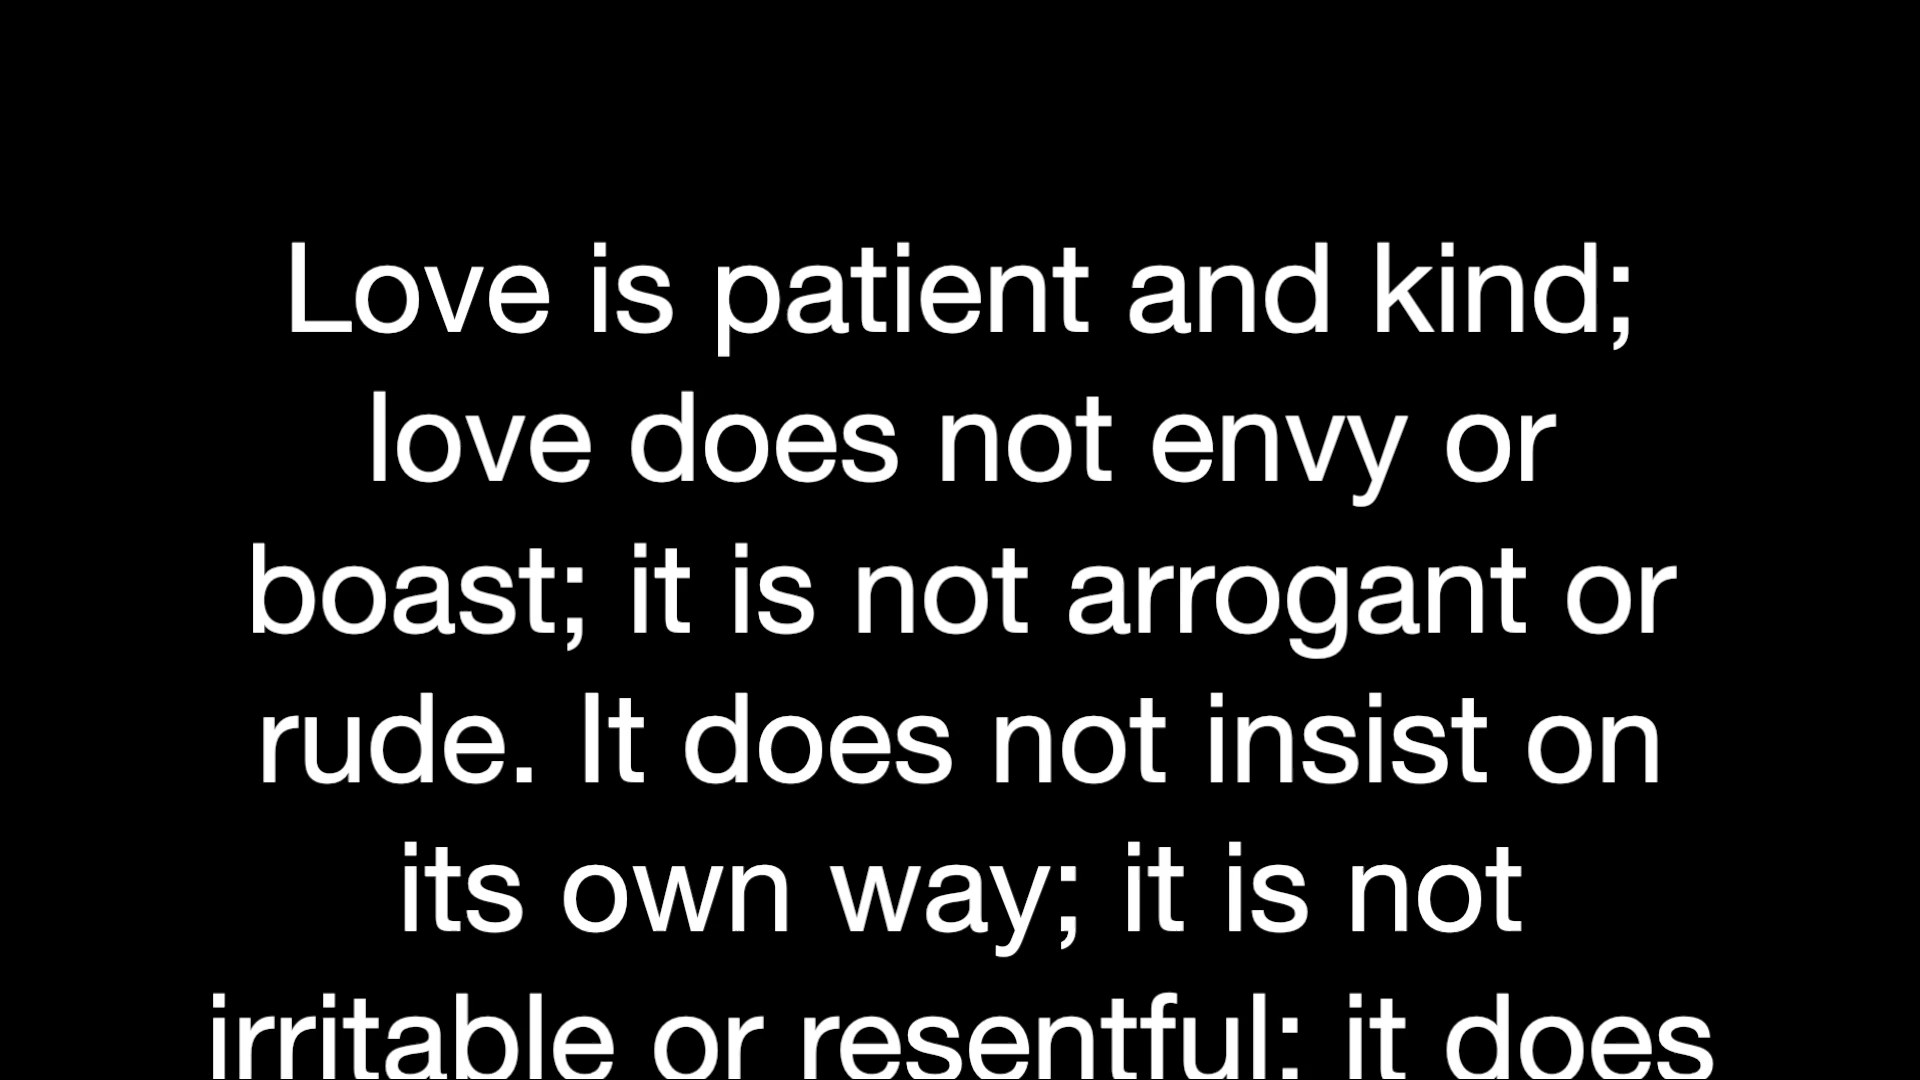 Love is patient and kind;
love does not envy or
boast; it is not arrogant or
rude. It does not insist on
its own way; it is not
irritable or resentful; it does